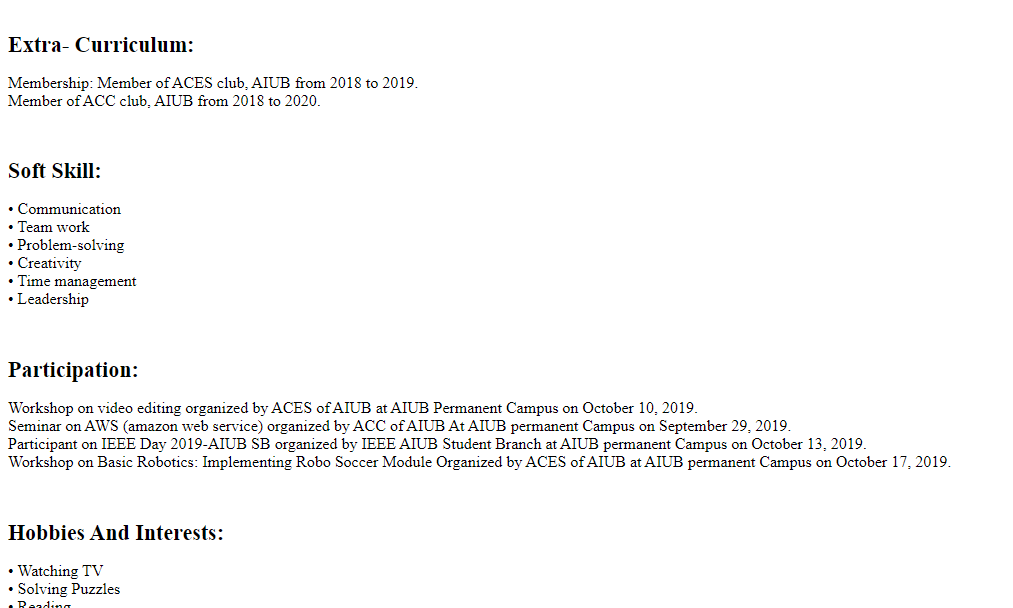 Extra- Curriculum:
Membership: Member of ACES club, AIUB from 2018 to 2019.
Member of ACC club, AIUB from 2018 to 2020.
Soft Skill:
• Communication
• Team work
• Problem-solving
• Creativity
• Time management
• Leadership
Participation:
Workshop on video editing organized by ACES of AIUB at AIUB Permanent Campus on October 10, 2019.
Seminar on AWS (amazon web service) organized by ACC of AIUB At AIUB permanent Campus on September 29, 2019.
Participant on IEEE Day 2019-AIUB SB organized by IEEE AIUB Student Branch at AIUB permanent Campus on October 13, 2019.
Workshop on Basic Robotics: Implementing Robo Soccer Module Organized by ACES of AIUB at AIUB permanent Campus on October 17, 2019.
Hobbies And Interests:
• Watching TV
• Solving Puzzles
• Reading